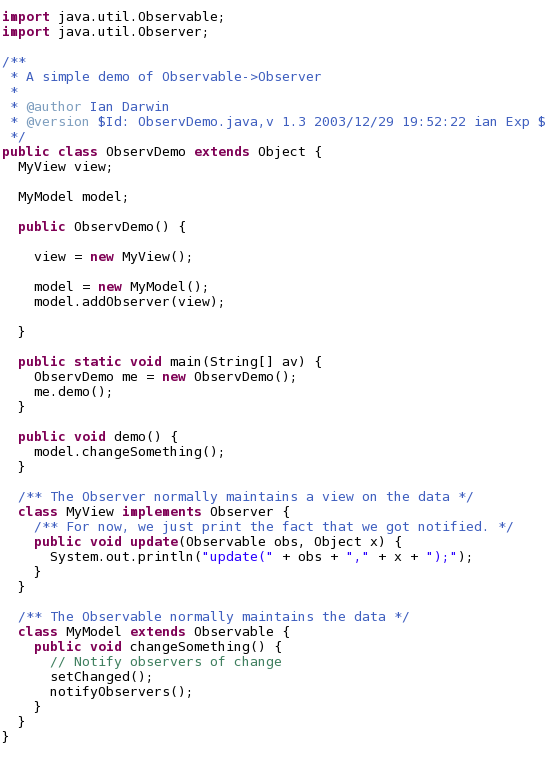 import java.util.Observable;
import java.util.Observer;

/**
 * A simple demo of Observable->Observer
 *
 * @author Ian Darwin
 * @version $Id: ObservDemo.java,v 1.3 2003/12/29 19:52:22 ian Exp $
 */
public class ObservDemo extends Object {
  MyView view;

  MyModel model;

  public ObservDemo() {

    view = new MyView();

    model = new MyModel();
    model.addObserver(view);

  }

  public static void main(String[] av) {
    ObservDemo me = new ObservDemo();
    me.demo();
  }

  public void demo() {
    model.changeSomething();
  }

  /** The Observer normally maintains a view on the data */
  class MyView implements Observer {
    /** For now, we just print the fact that we got notified. */
    public void update(Observable obs, Object x) {
      System.out.println("update(" + obs + "," + x + ");");
    }
  }

  /** The Observable normally maintains the data */
  class MyModel extends Observable {
    public void changeSomething() {
      // Notify observers of change
      setChanged();
      notifyObservers();
    }
  }
}